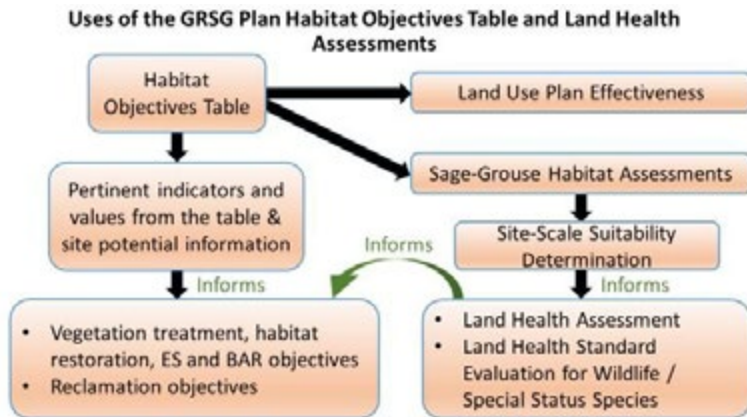 Uses of the GRSG Plan Habitat Objectives Table and Land Health
Assessments
Habitat
Objectives Table
Land Use Plan Effectiveness
Sage-Grouse Habitat Assessments
Pertinent indicators and
values from the table &
site potential information
Site-Scale Suitability
Determination
Informs
Informs
Informs
• Vegetation treatment, habitat
restoration, ES and BAR objectives
• Reclamation objectives
• Land Health Assessment
• Land Health Standard
Evaluation for Wildlife /
Special Status Species